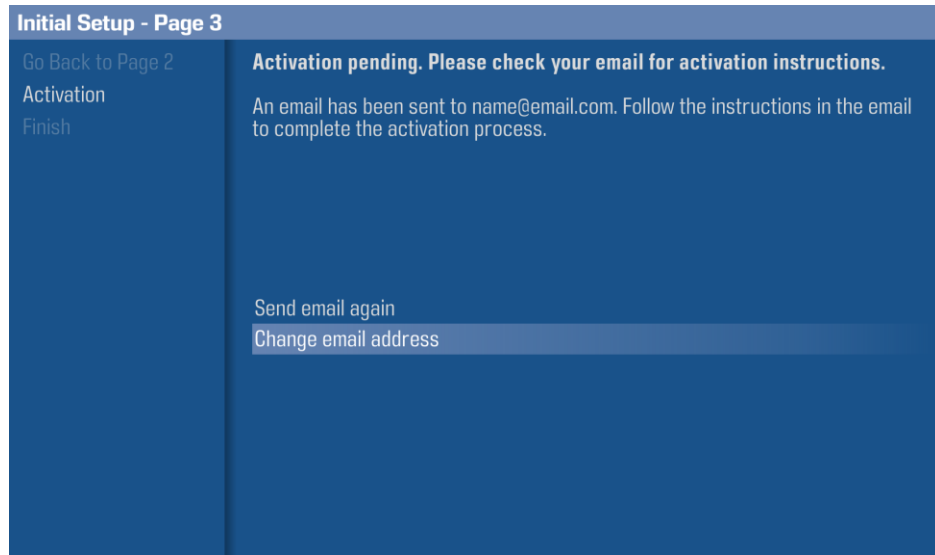 Initial Setup - Page 3
Go Back to Page 2
Activation
Finish
Activation pending. Please check your email for activation instructions.
An email has been sent to name@email.com. Follow the instructions in the email
to complete the activation process.
Send email again
Change email address